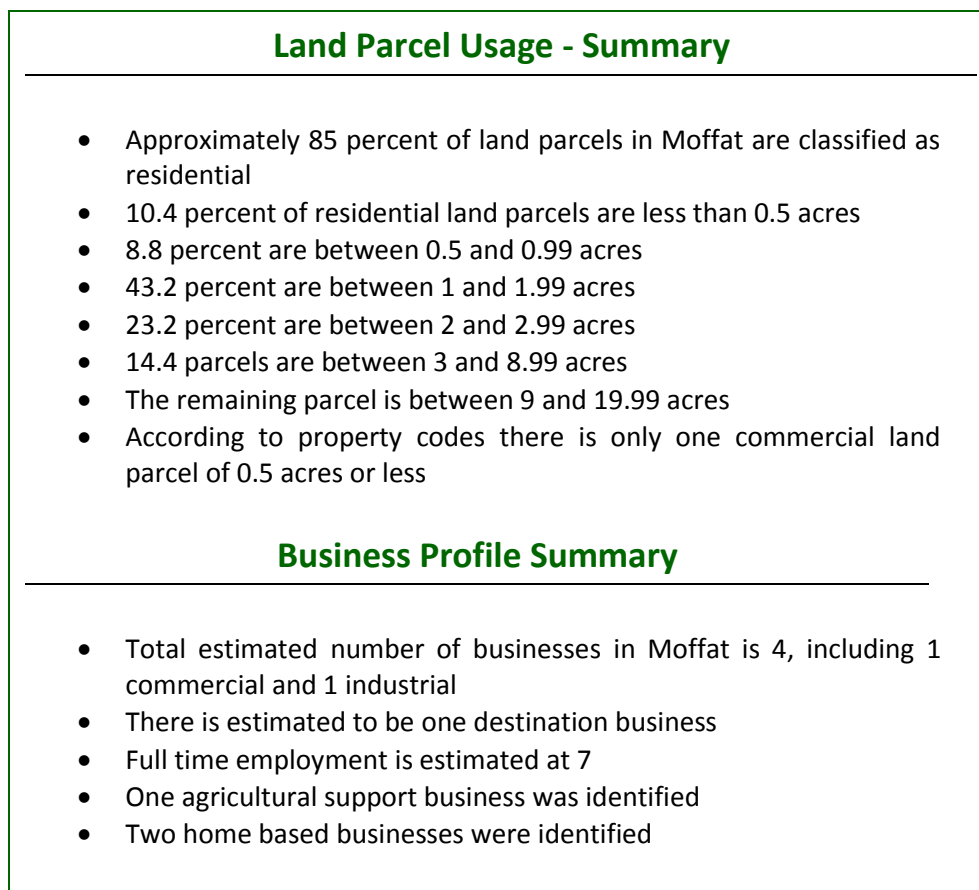 Land Parcel Usage - Summary
• Approximately 85 percent of land parcels in Moffat are classified as
residential
• 10.4 percent of residential land parcels are less than 0.5 acres
• 8.8 percent are between 0.5 and 0.99 acres
• 43.2 percent are between 1 and 1.99 acres
• 23.2 percent are between 2 and 2.99 acres
• 14.4 parcels are between 3 and 8.99 acres
• The remaining parcel is between 9 and 19.99 acres
• According to property codes there is only one commercial land
parcel of 0.5 acres or less
Business Profile Summary
• Total estimated number of businesses in Moffat is 4, including 1
commercial and 1 industrial
• There is estimated to be one destination business
• Full time employment is estimated at 7
• One agricultural support business was identified
• Two home based businesses were identified